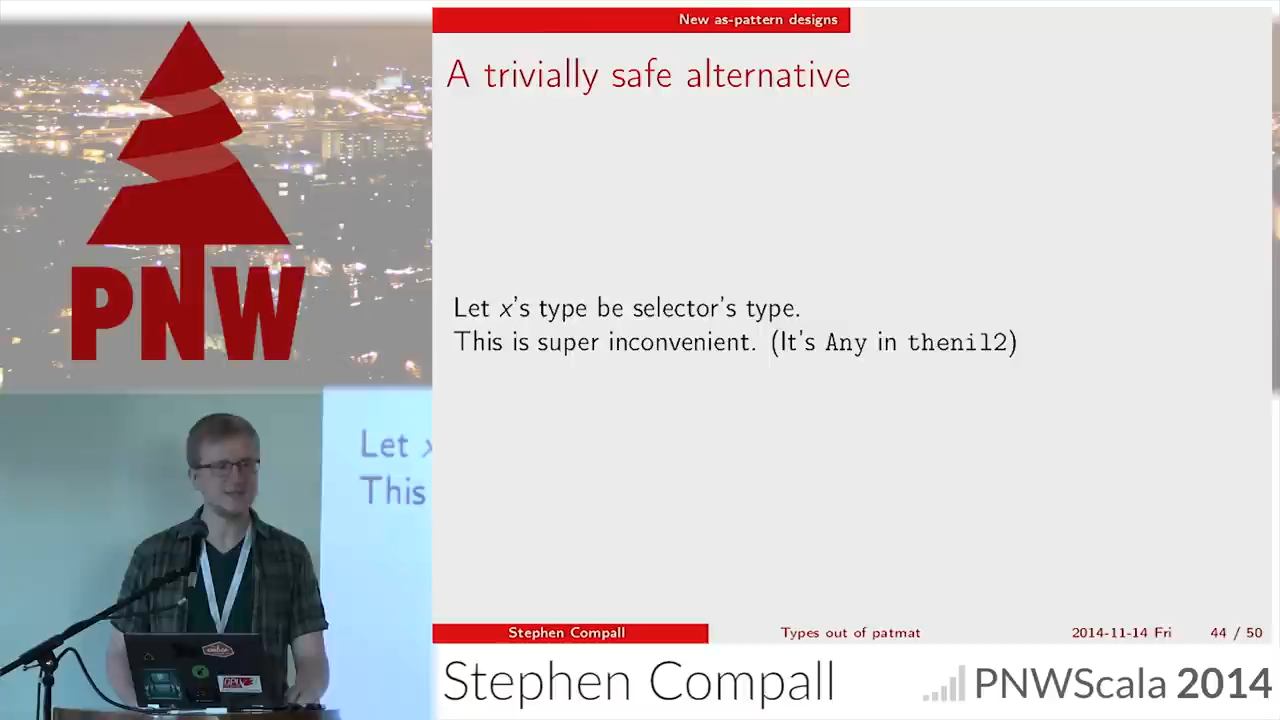 New as-pattern designs
A trivially safe alternative
Let x's type be selector's type.
This is super inconvenient. (It's Any in thenil2)
Stephen Compall
Types out of patmat
2014-11-14 Fri
44 / 50
PNW
Let x
This
Stephen Compall
PNWScala 2014